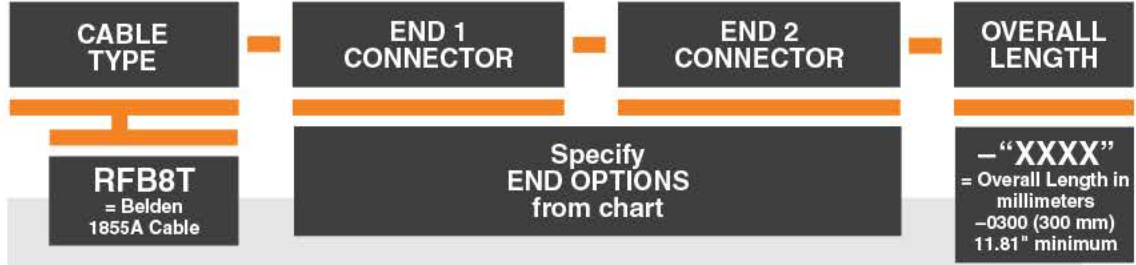 CABLE
TYPE
END 1
CONNECTOR
END 2
CONNECTOR
OVERALL
LENGTH
RFB8T
= Belden
1855A Cable
Specify
END OPTIONS
from chart
–“XXXX”
= Overall Length in
millimeters
–0300 (300 mm)
11.81" minimum